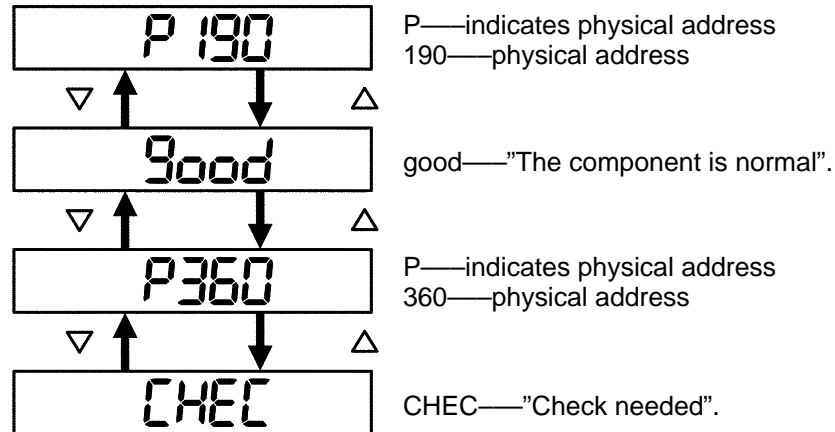 P 190
P——indicates physical address
190——physical address
good
good——”The component is normal”.
P360
P——indicates physical address
360——physical address
CHEC
CHEC——”Check needed”.